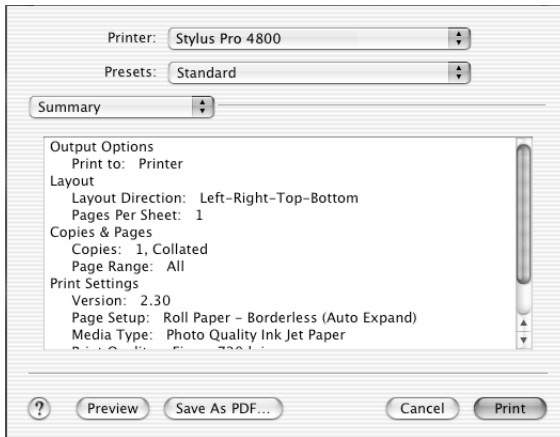 Printer: Stylus Pro 4800
Presets: Standard
Summary
Output Options
Print to: Printer
Layout
Layout Direction: Left-Right-Top-Bottom
Pages Per Sheet: 1
Copies & Pages
Copies: 1, Collated
Page Range: All
Print Settings
Version: 2.30
Page Setup: Roll Paper - Borderless (Auto Expand)
Media Type: Photo Quality Ink Jet Paper
? Preview Save As PDF... Cancel Print